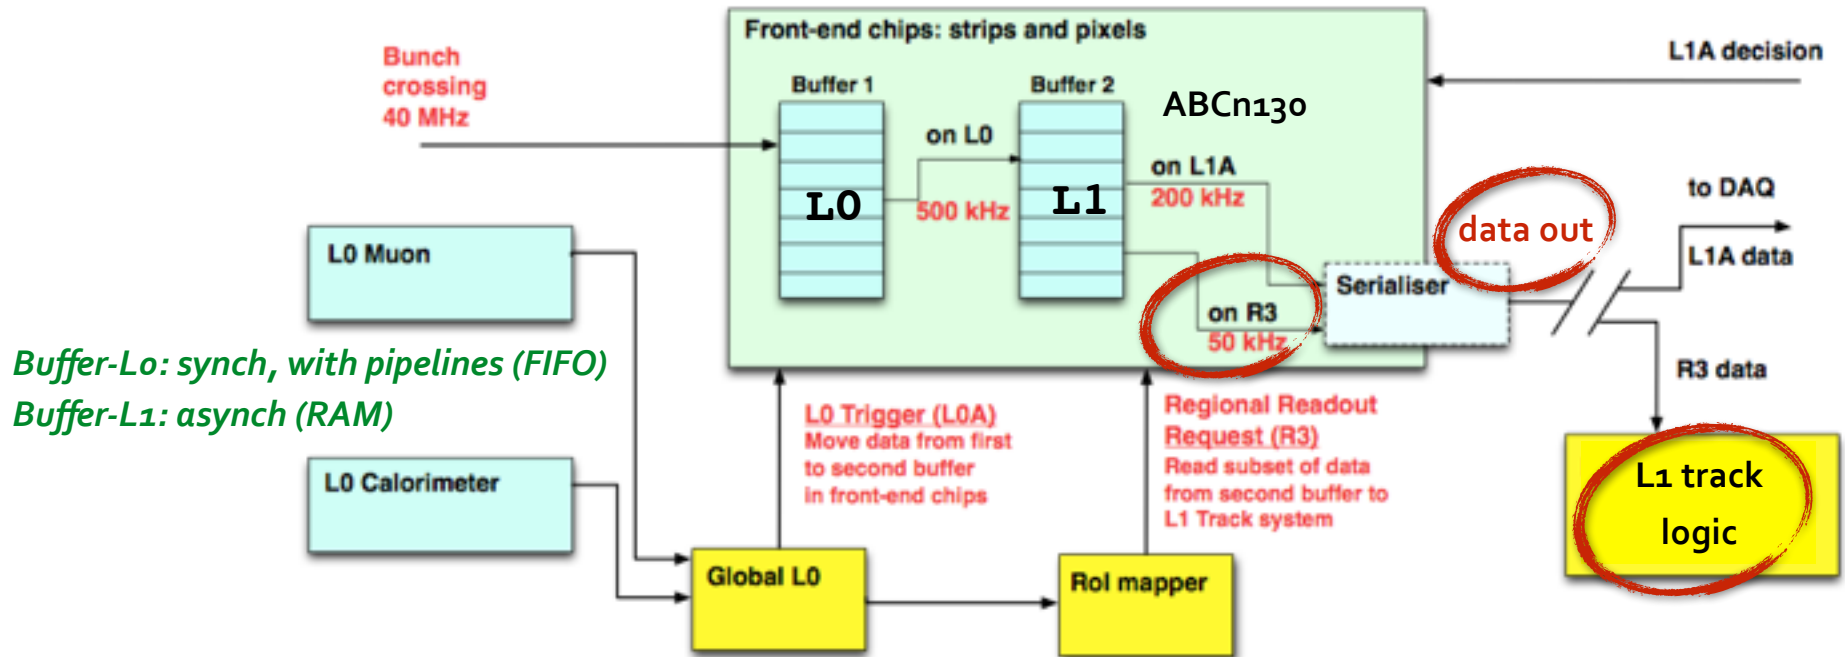 Front-end chips: strips and pixels
Bunch
crossing
40 MHz
L1A decision
Buffer 1
Buffer 2
ABCn130
on L0
L0
500 kHz
L1
on L1A
200 kHz
to DAQ
data out
L1A data
L0 Muon
Serialiser
on R3
50 kHz
R3 data
Buffer-L0: synch, with pipelines (FIFO)
Buffer-L1: asynch (RAM)
L0 Trigger (L0A)
Move data from first
to second buffer
in front-end chips
Regional Readout
Request (R3)
Read subset of data
from second buffer to
L1 Track system
L0 Calorimeter
L1 track
logic
Global L0
RoI mapper